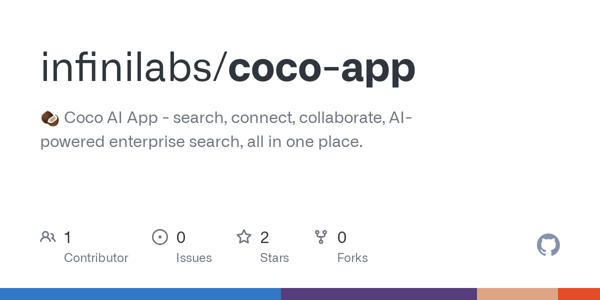 infinilabs/coco-app
Coco AI App - search, connect, collaborate, AI-
powered enterprise search, all in one place.
1 0 2 0
Contributor Issues Stars Forks